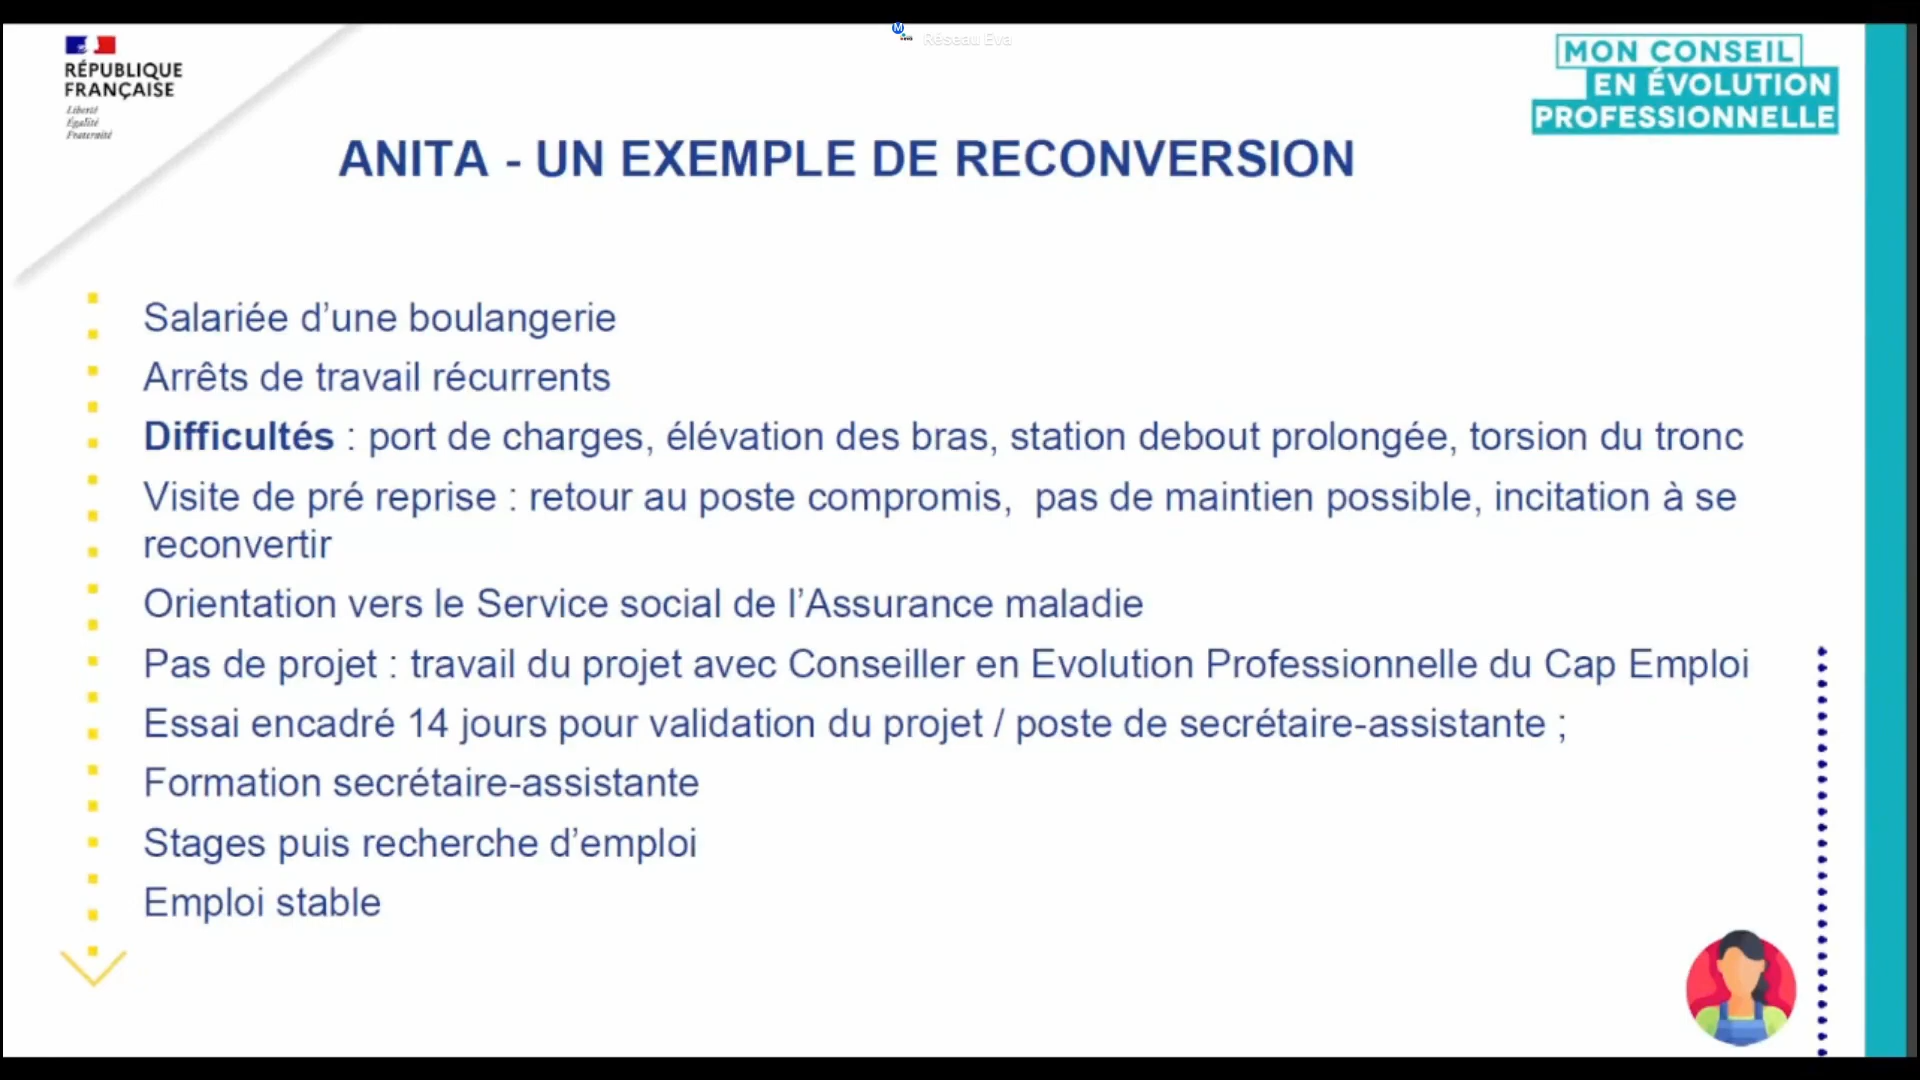 Réseau Eva
RÉPUBLIQUE
FRANÇAISE
Liberté
Égalité
Fraternité
MON CONSEIL
EN ÉVOLUTION
PROFESSIONNELLE
ANITA - UN EXEMPLE DE RECONVERSION
Salariée d’une boulangerie
Arrêts de travail récurrents
Difficultés : port de charges, élévation des bras, station debout prolongée, torsion du tronc
Visite de pré reprise : retour au poste compromis, pas de maintien possible, incitation à se
reconvertir
Orientation vers le Service social de l’Assurance maladie
Pas de projet : travail du projet avec Conseiller en Evolution Professionnelle du Cap Emploi
Essai encadré 14 jours pour validation du projet / poste de secrétaire-assistante ;
Formation secrétaire-assistante
Stages puis recherche d’emploi
Emploi stable